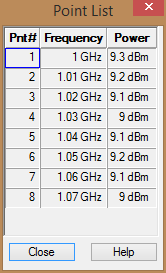 Point List
Pnt# Frequency Power
1 1 GHz 9.3 dBm
2 1.01 GHz 9.2 dBm
3 1.02 GHz 9.1 dBm
4 1.03 GHz 9 dBm
5 1.04 GHz 9.1 dBm
6 1.05 GHz 9.2 dBm
7 1.06 GHz 9.1 dBm
8 1.07 GHz 9 dBm
Close Help